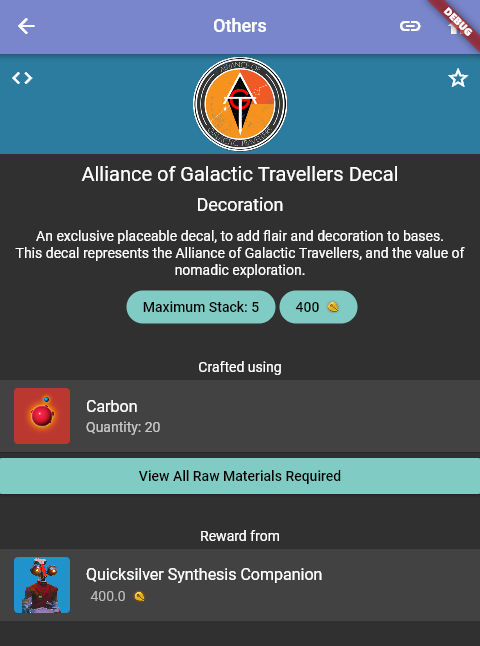 Others
DEBUG
Alliance of Galactic Travellers Decal
Decoration
An exclusive placeable decal, to add flair and decoration to bases.
This decal represents the Alliance of Galactic Travellers, and the value of
nomadic exploration.
Maximum Stack: 5
400
Crafted using
Carbon
Quantity: 20
View All Raw Materials Required
Reward from
Quicksilver Synthesis Companion
400.0